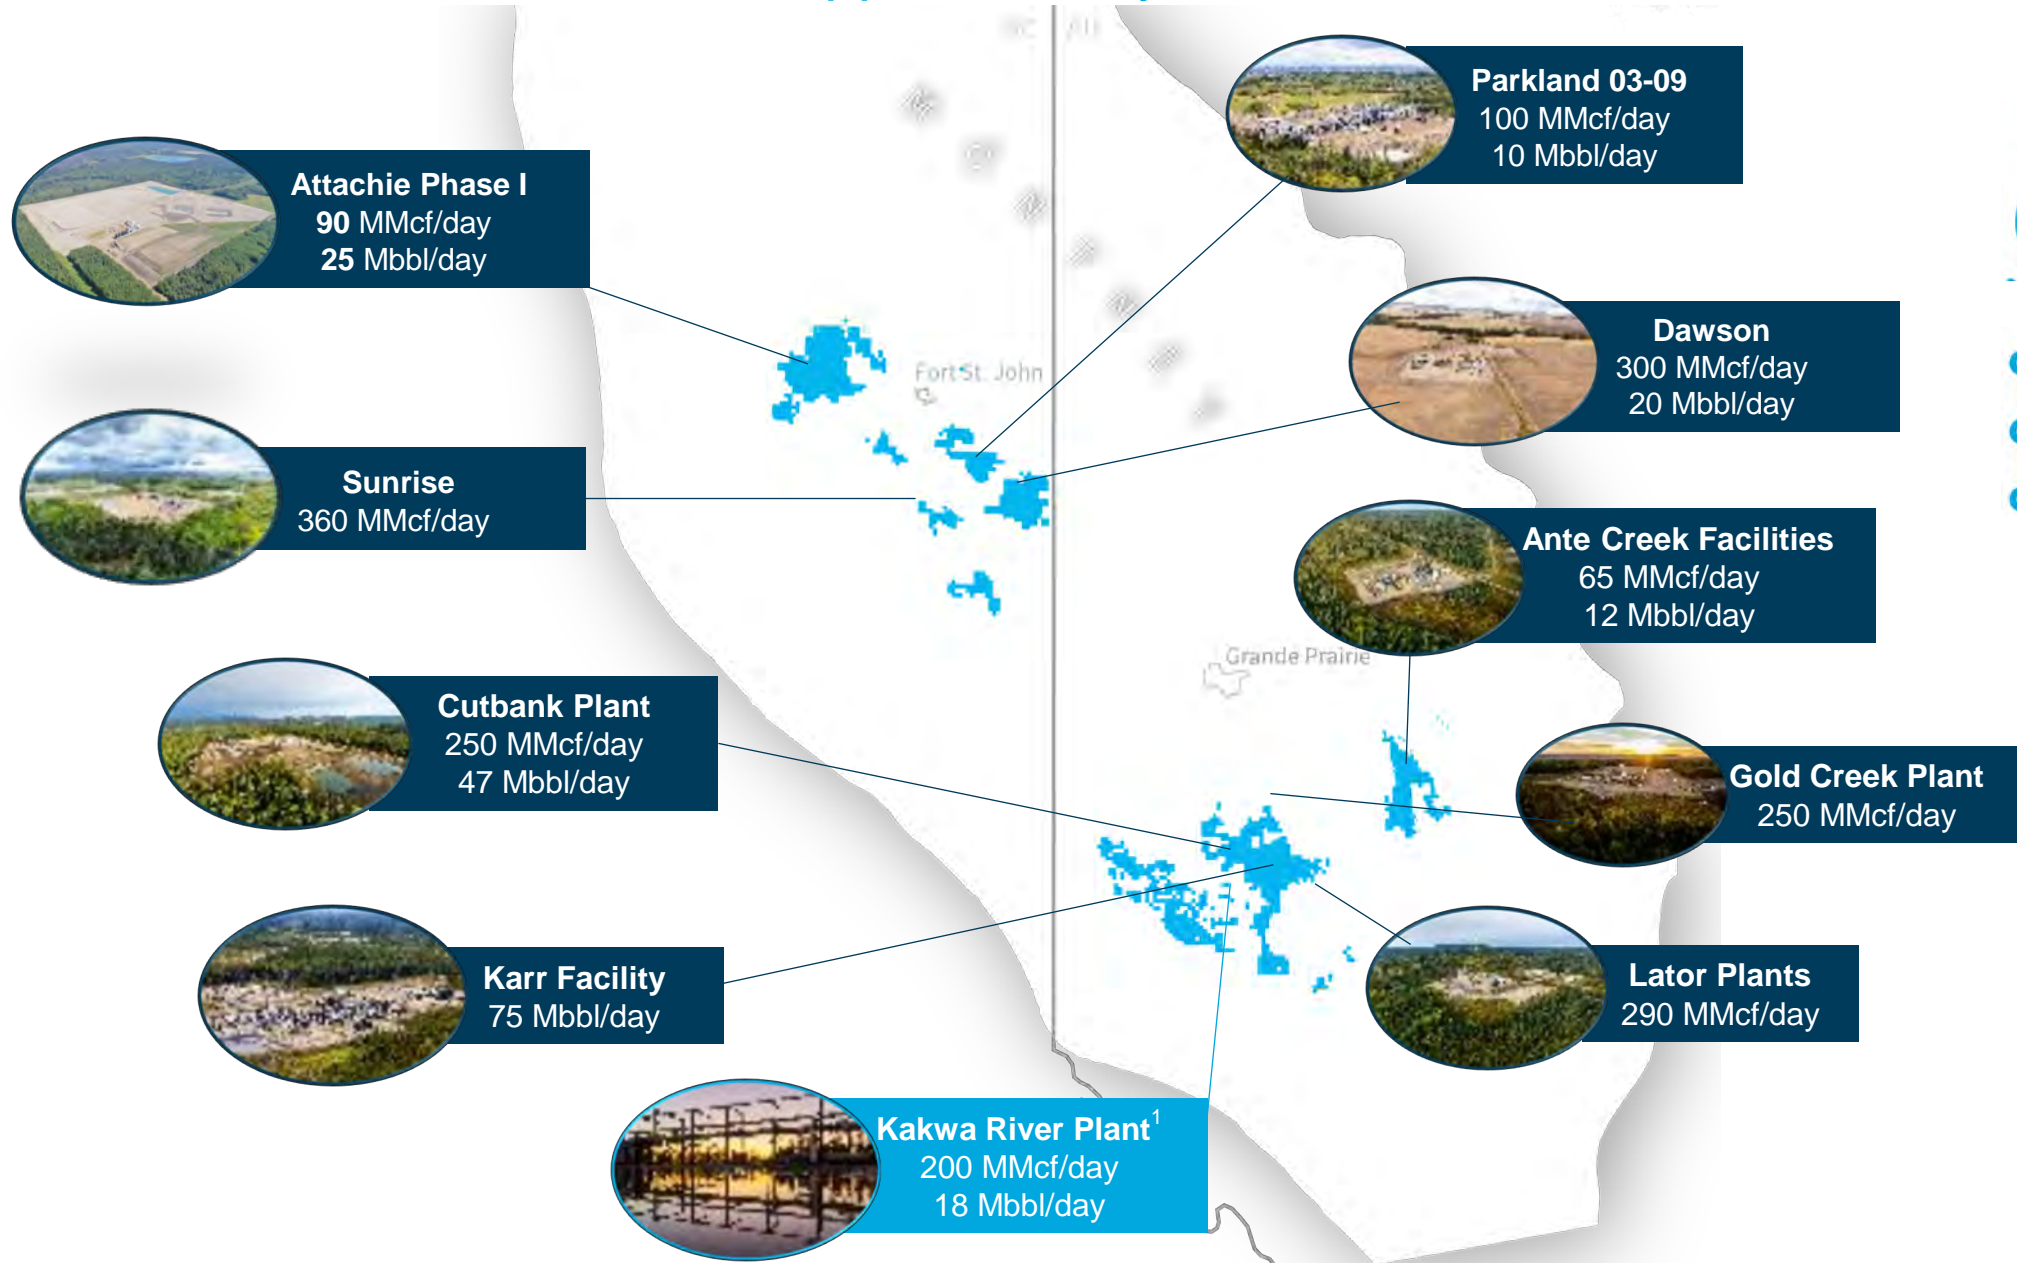 Parkland 03-09
100 MMcf/day
10 Mbbl/day
Attachie Phase I
90 MMcf/day
25 Mbbl/day
Dawson
300 MMcf/day
20 Mbbl/day
Fort St. John
Sunrise
360 MMcf/day
Ante Creek Facilities
65 MMcf/day
12 Mbbl/day
Grande Prairie
Cutbank Plant
250 MMcf/day
47 Mbbl/day
Gold Creek Plant
250 MMcf/day
Karr Facility
75 Mbbl/day
Lator Plants
290 MMcf/day
Kakwa River Plant¹
200 MMcf/day
18 Mbbl/day